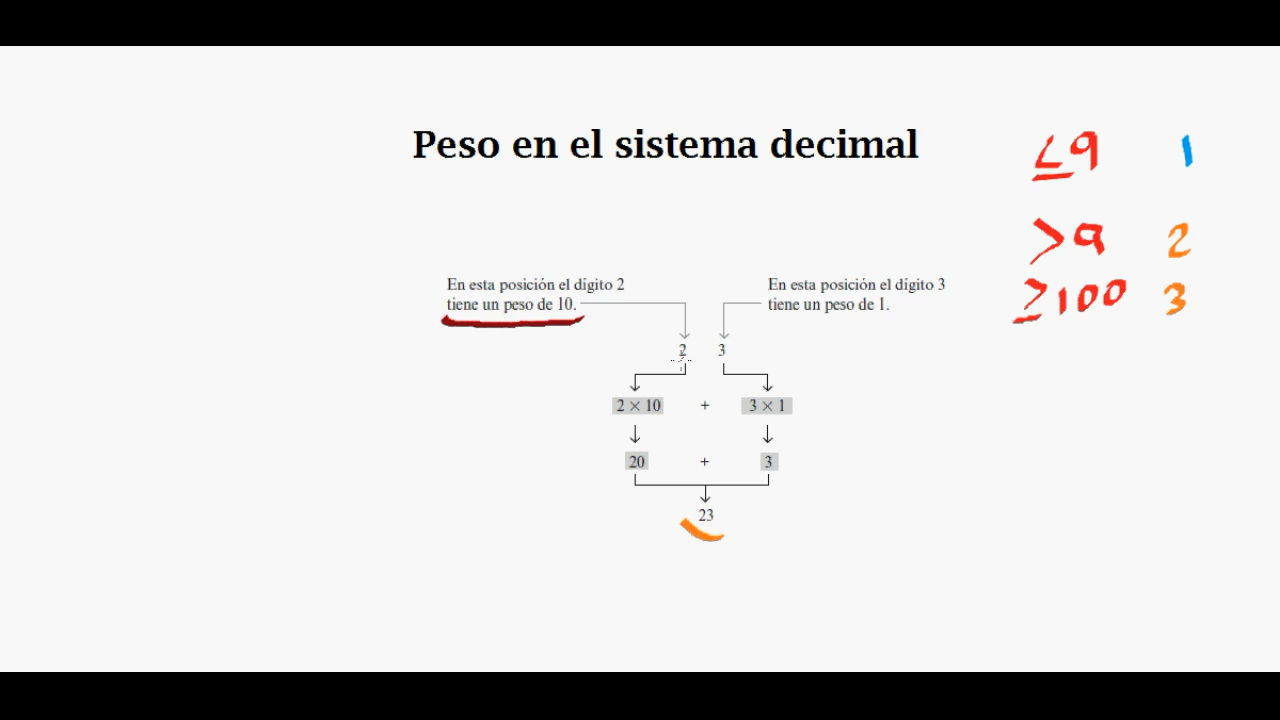 Peso en el sistema decimal
≤9 1
>9 2
≥100 3
En esta posición el dígito 2
tiene un peso de 10.
En esta posición el dígito 3
tiene un peso de 1.
2 3
2 × 10 + 3 × 1
20 + 3
23